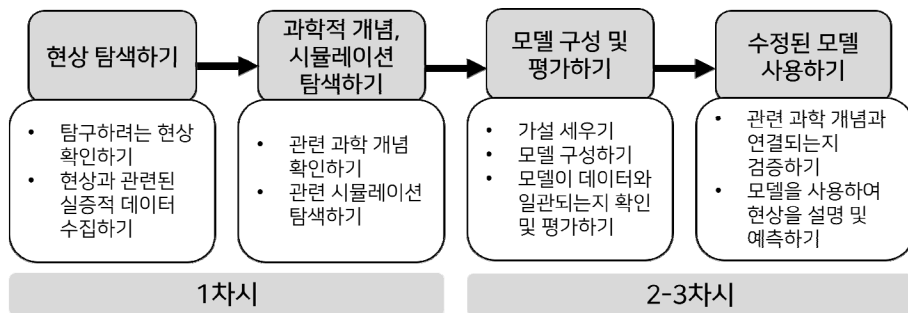 현상 탐색하기
과학적 개념,
시뮬레이션
탐색하기
모델 구성 및
평가하기
수정된 모델
사용하기
• 탐구하려는 현상
확인하기
• 현상과 관련된
실증적 데이터
수집하기
• 관련 과학 개념
확인하기
• 관련 시뮬레이션
탐색하기
• 가설 세우기
• 모델 구성하기
• 모델이 데이터와
일관되는지 확인
및 평가하기
• 관련 과학 개념과
연결되는지
검증하기
• 모델을 사용하여
현상을 설명 및
예측하기
1차시
2-3차시